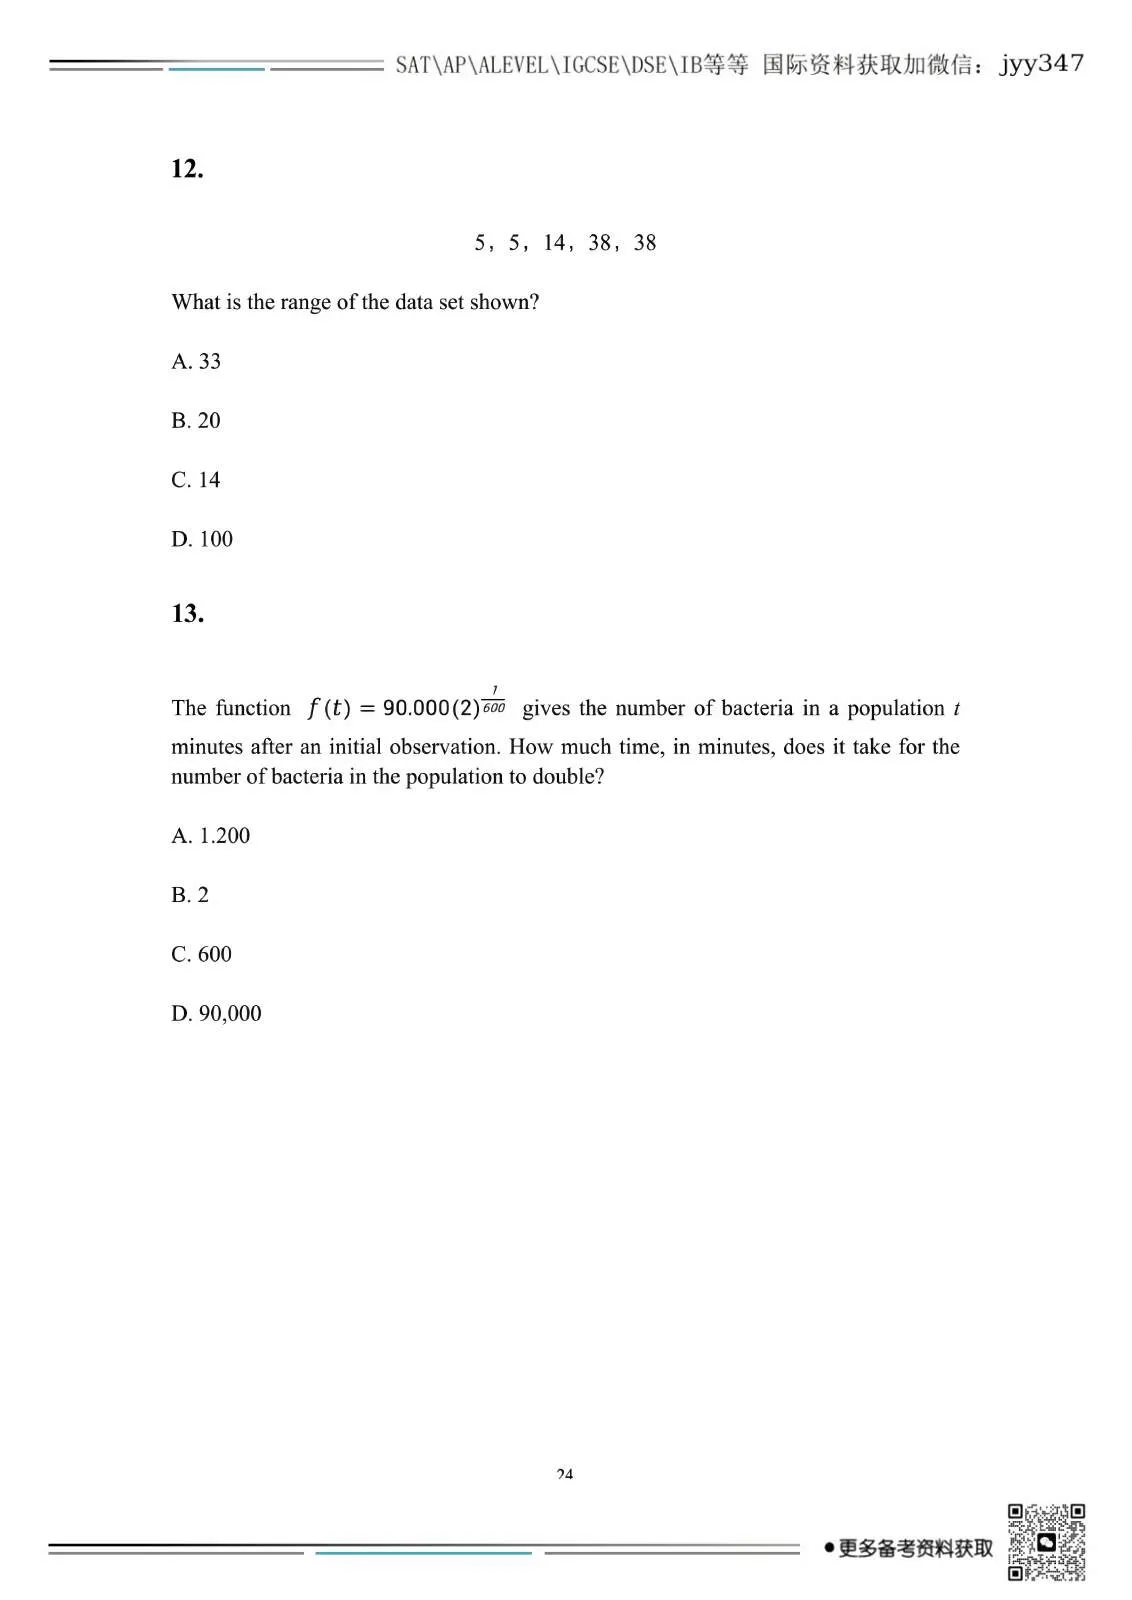 SAT\AP\ALEVEL\IGCSE\DSE\IB等等 国际资料获取加微信：jyy347
12.
5, 5, 14, 38, 38
What is the range of the data set shown?
A. 33
B. 20
C. 14
D. 100
13.
The function f(t) = 90.000(2)^(1/600) gives the number of bacteria in a population t
minutes after an initial observation. How much time, in minutes, does it take for the
number of bacteria in the population to double?
A. 1.200
B. 2
C. 600
D. 90,000
24
●更多备考资料获取